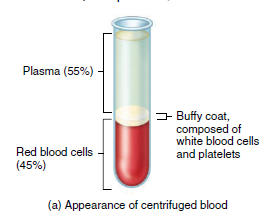 Plasma (55%)
Buffy coat,
composed of
white blood cells
and platelets
Red blood cells
(45%)
(a) Appearance of centrifuged blood